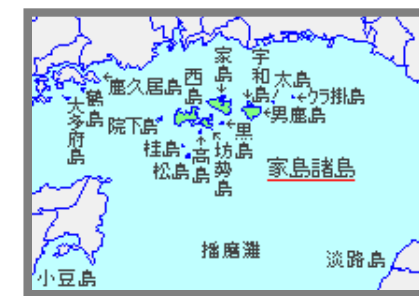 家島
宇和島
太島
西島
←鹿久居島
←クラ掛島
鶴島
←男鹿島
大多府島
院下島
←黒島
桂島
高島
坊勢島
松島
家島諸島
播磨灘
淡路島
小豆島